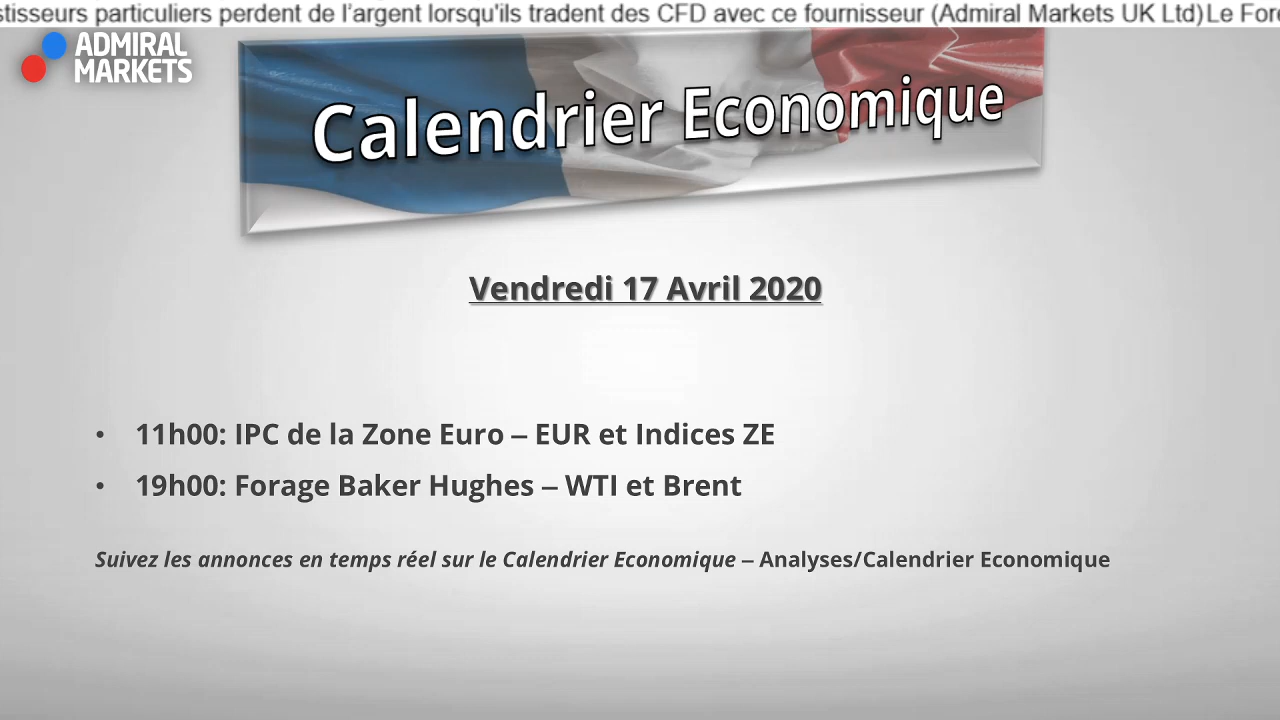 particuliers perdent de l’argent lorsqu'ils tradent des CFD avec ce fournisseur (Admiral Markets UK Ltd)Le
ADMIRAL
MARKETS
Calendrier Economique
Vendredi 17 Avril 2020
• 11h00: IPC de la Zone Euro – EUR et Indices ZE
• 19h00: Forage Baker Hughes – WTI et Brent
Suivez les annonces en temps réel sur le Calendrier Economique – Analyses/Calendrier Economique